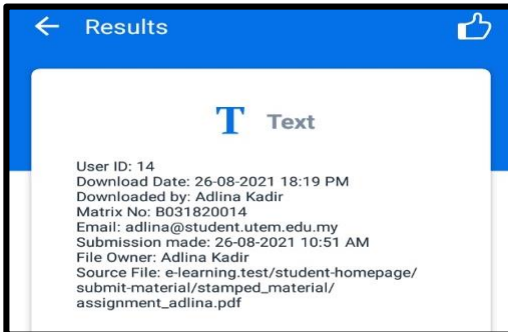 Results
T Text
User ID: 14
Download Date: 26-08-2021 18:19 PM
Downloaded by: Adlina Kadir
Matrix No: B031820014
Email: adlina@student.utem.edu.my
Submission made: 26-08-2021 10:51 AM
File Owner: Adlina Kadir
Source File: e-learning.test/student-homepage/
submit-material/stamped_material/
assignment_adlina.pdf